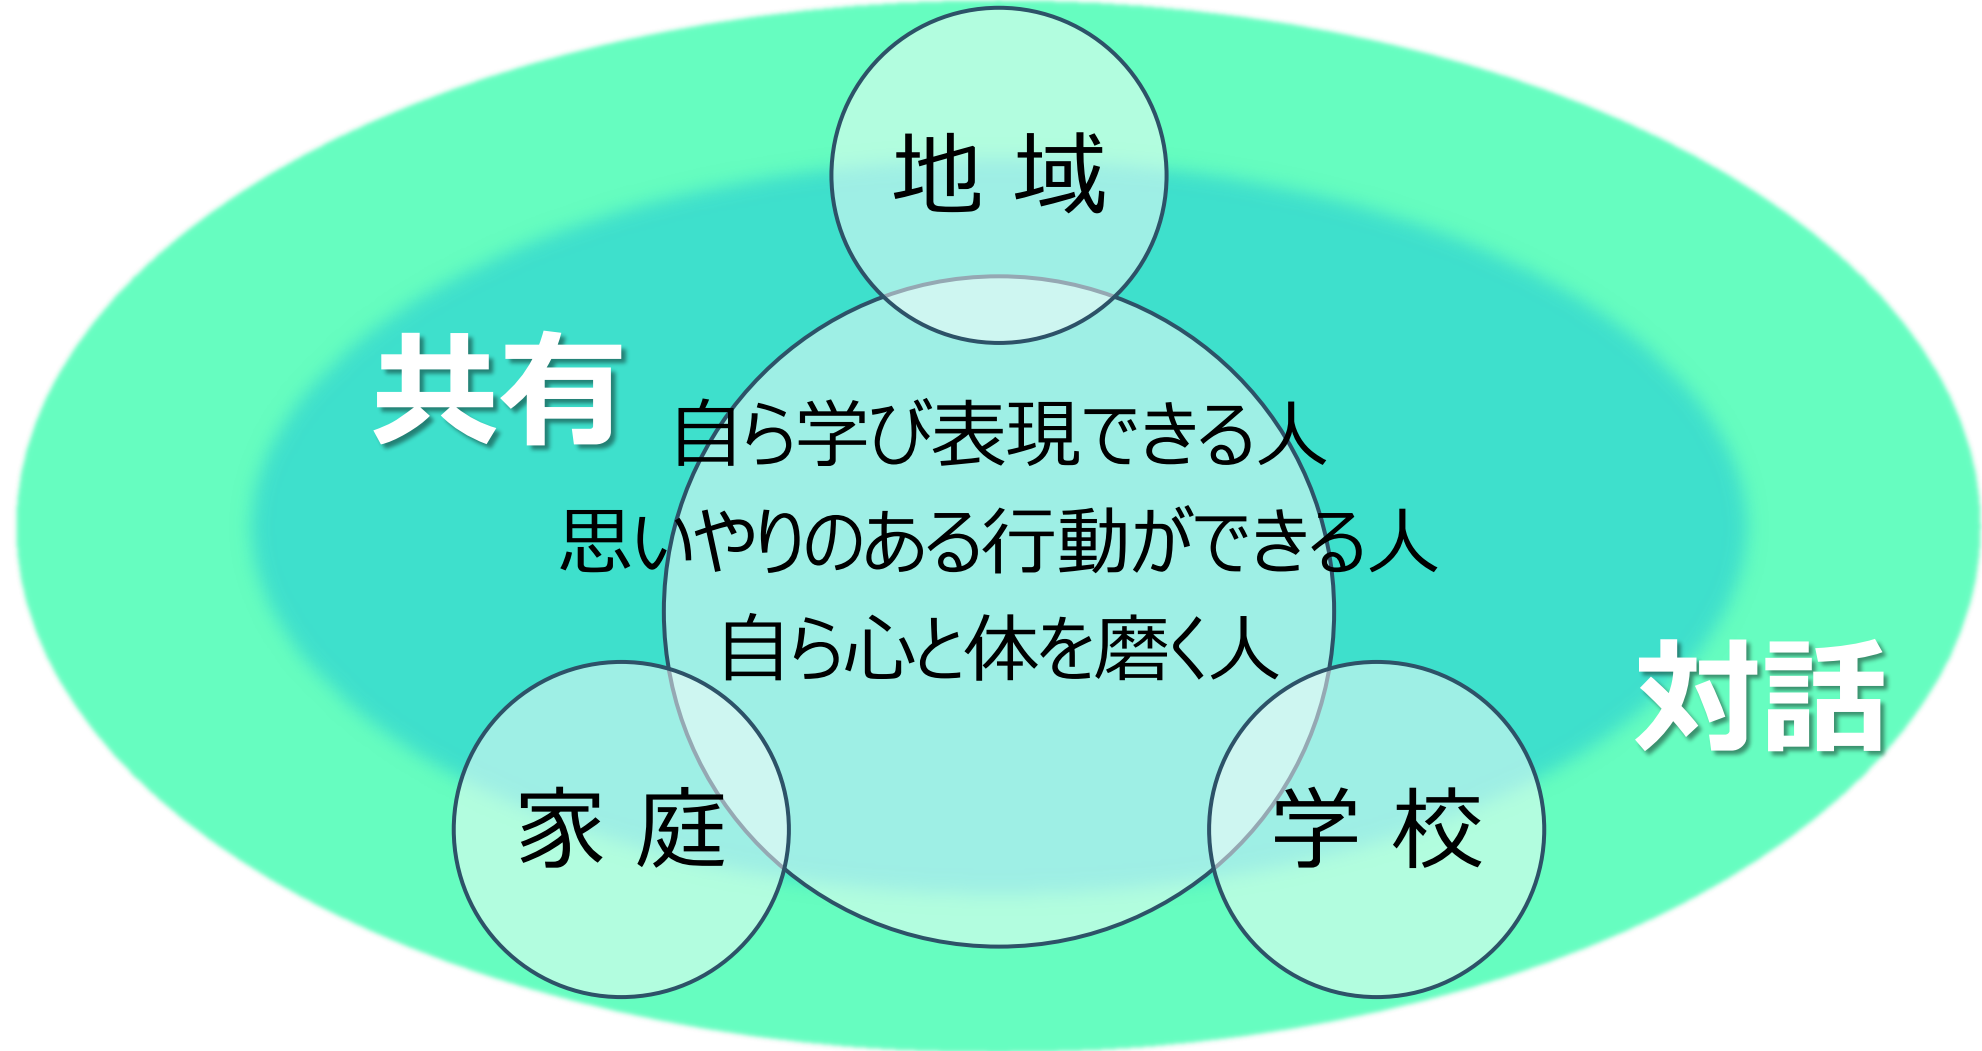 地 域
共有
自ら学び表現できる人
思いやりのある行動ができる人
自ら心と体を磨く人
対話
家 庭
学 校